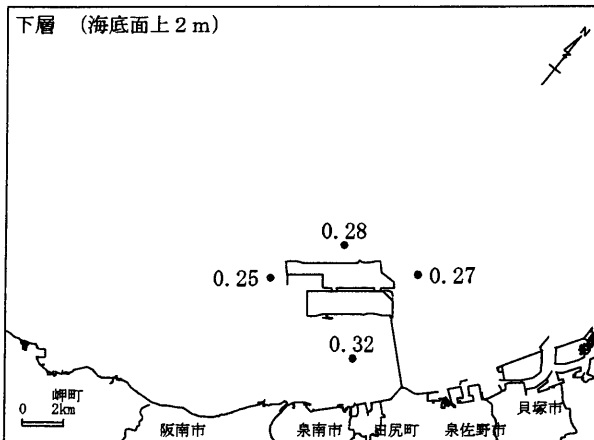 下層 (海底面上2m)
N
0.28
0.25
0.27
0.32
岬町
0 2km
阪南市
泉南市
田尻町
泉佐野市
貝塚市